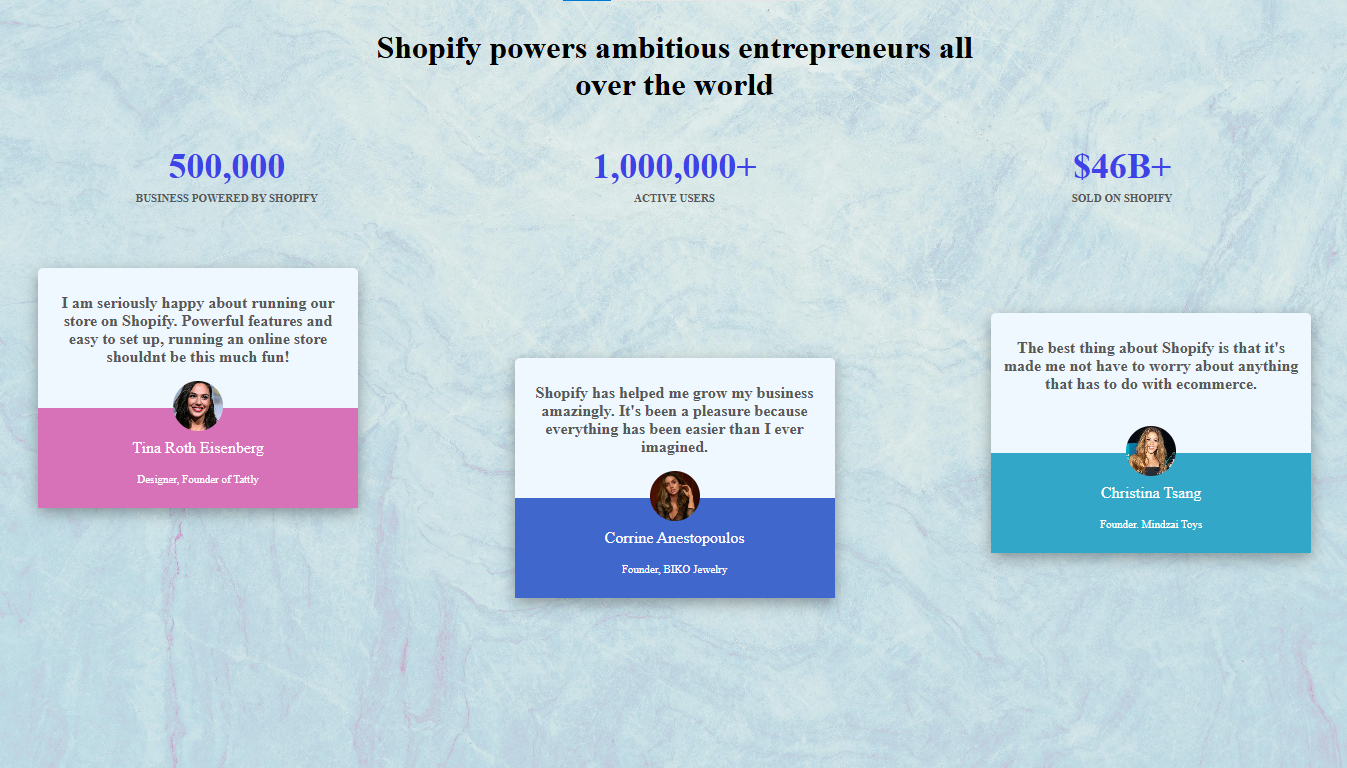 Shopify powers ambitious entrepreneurs all
over the world
500,000
BUSINESS POWERED BY SHOPIFY
1,000,000+
ACTIVE USERS
$46B+
SOLD ON SHOPIFY
I am seriously happy about running our
store on Shopify. Powerful features and
easy to set up, running an online store
shouldnt be this much fun!
Tina Roth Eisenberg
Designer, Founder of Tattly
Shopify has helped me grow my business
amazingly. It's been a pleasure because
everything has been easier than I ever
imagined.
Corrine Anestopoulos
Founder, BIKO Jewelry
The best thing about Shopify is that it's
made me not have to worry about anything
that has to do with ecommerce.
Christina Tsang
Founder. Mindzai Toys